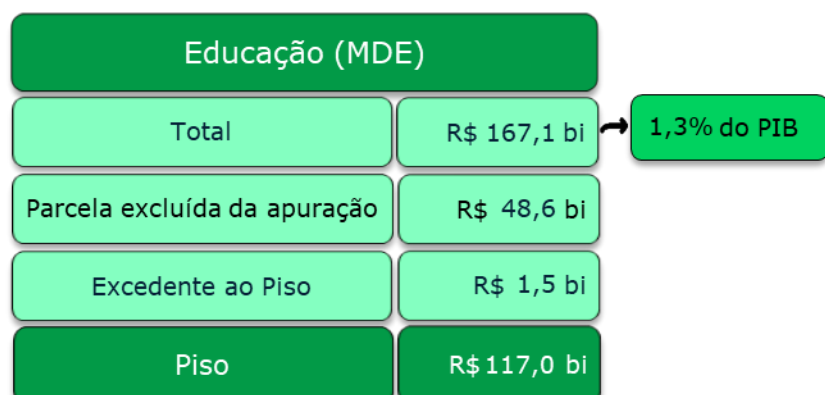 Educação (MDE)
Total R$ 167,1 bi 1,3% do PIB
Parcela excluída da apuração R$ 48,6 bi
Excedente ao Piso R$ 1,5 bi
Piso R$ 117,0 bi